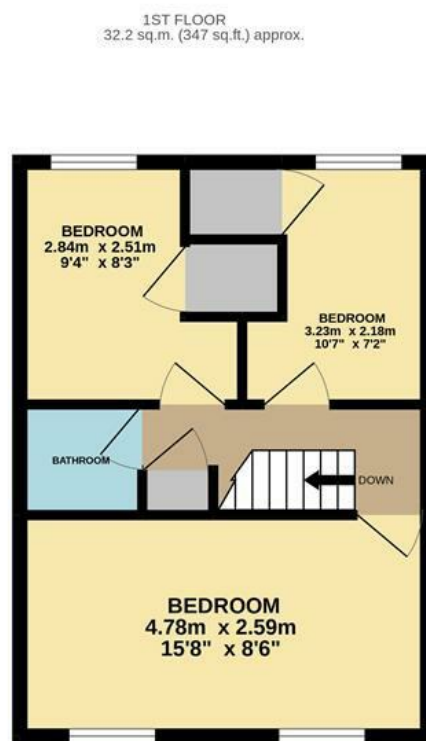 1ST FLOOR
32.2 sq.m. (347 sq.ft.) approx.
BEDROOM
2.84m x 2.51m
9'4" x 8'3"
BEDROOM
3.23m x 2.18m
10'7" x 7'2"
BATHROOM
DOWN
BEDROOM
4.78m x 2.59m
15'8" x 8'6"